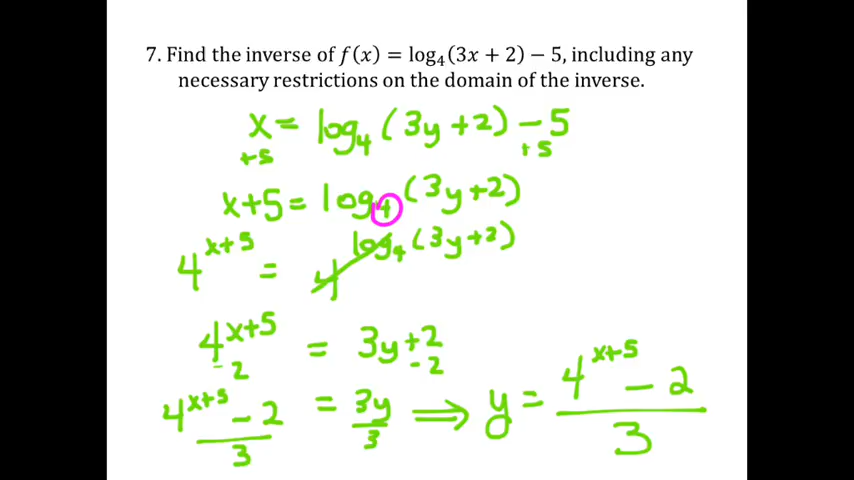 7. Find the inverse of f(x) = log₄(3x + 2) − 5, including any
necessary restrictions on the domain of the inverse.
x = log₄(3y+2) − 5
+5 +5
x+5 = log₄(3y+2)
4^(x+5) = 4^(log₄(3y+2))
4^(x+5) = 3y+2
-2 -2
4^(x+5) − 2 = 3y ⟹ y = 4^(x+5) − 2
3 3 3